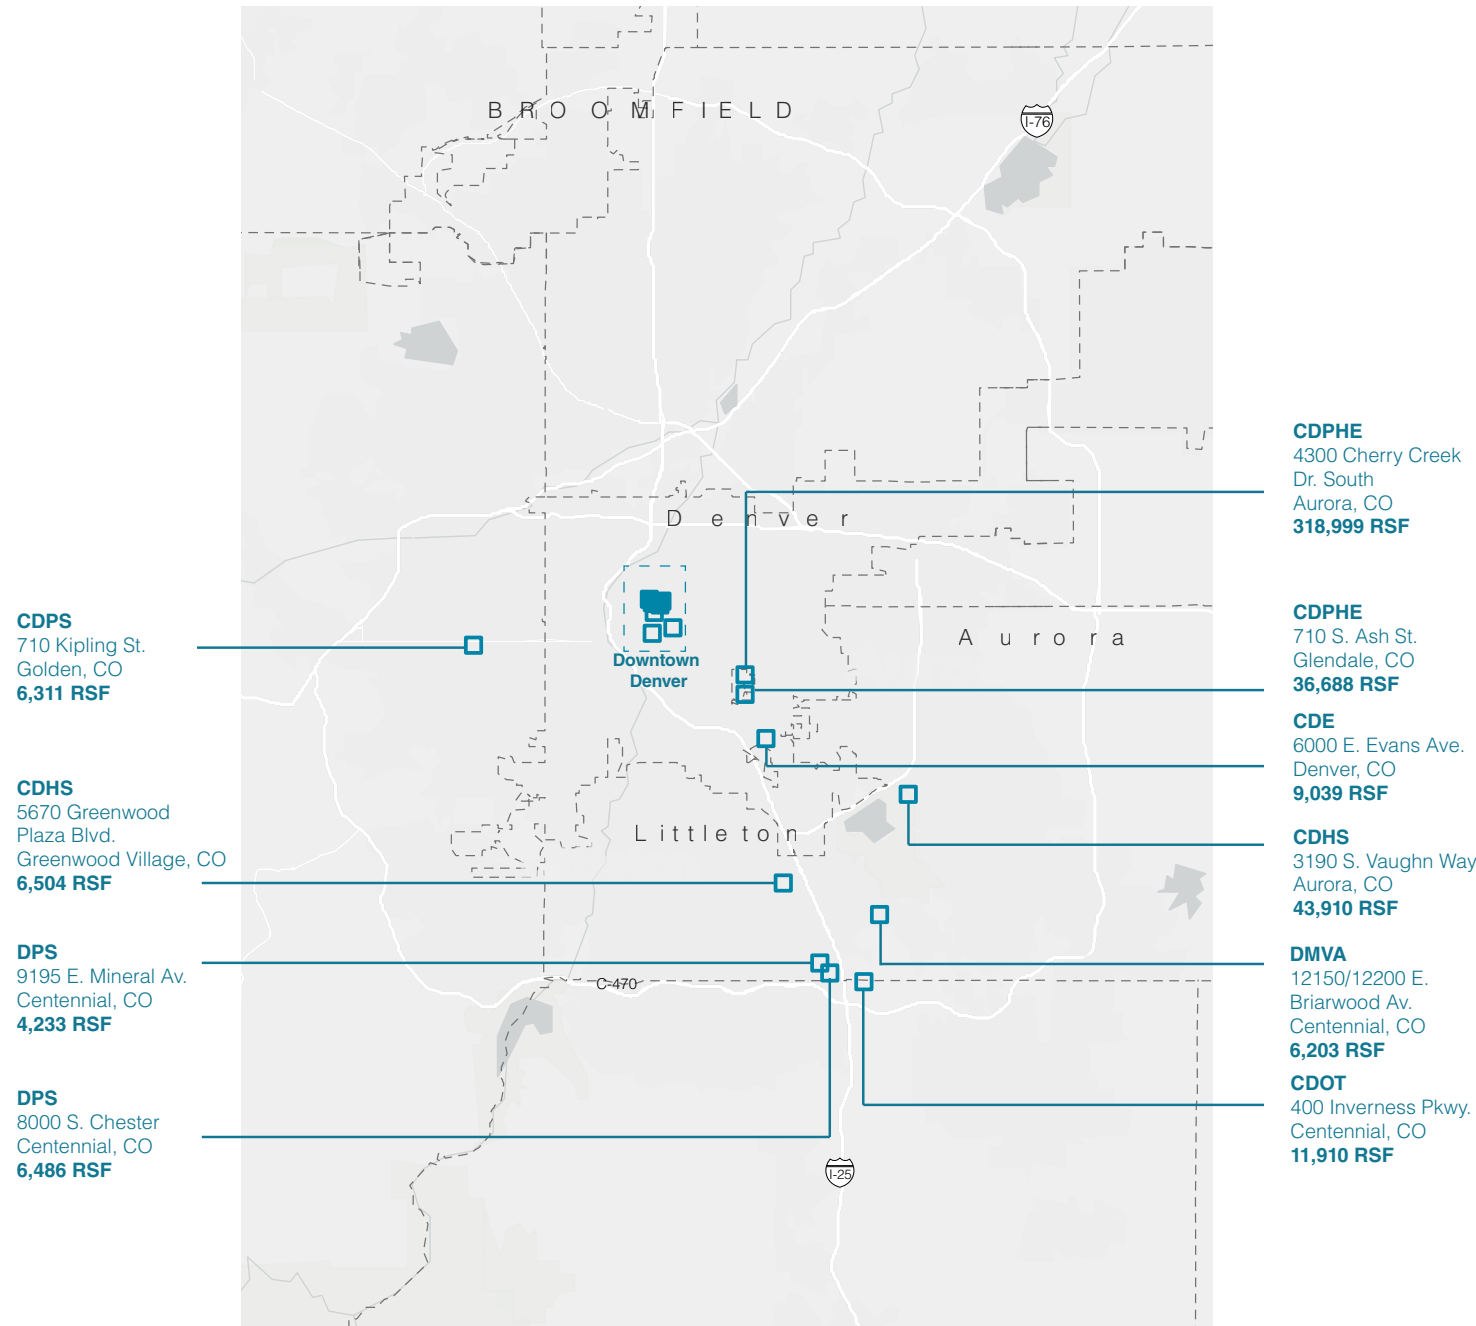 BROOMFIELD
I-76
Denver
Aurora
Littleton
Downtown
Denver
C-470
I-25
CDPS
710 Kipling St.
Golden, CO
6,311 RSF
CDHS
5670 Greenwood
Plaza Blvd.
Greenwood Village, CO
6,504 RSF
DPS
9195 E. Mineral Av.
Centennial, CO
4,233 RSF
DPS
8000 S. Chester
Centennial, CO
6,486 RSF
CDPHE
4300 Cherry Creek
Dr. South
Aurora, CO
318,999 RSF
CDPHE
710 S. Ash St.
Glendale, CO
36,688 RSF
CDE
6000 E. Evans Ave.
Denver, CO
9,039 RSF
CDHS
3190 S. Vaughn Way
Aurora, CO
43,910 RSF
DMVA
12150/12200 E.
Briarwood Av.
Centennial, CO
6,203 RSF
CDOT
400 Inverness Pkwy.
Centennial, CO
11,910 RSF